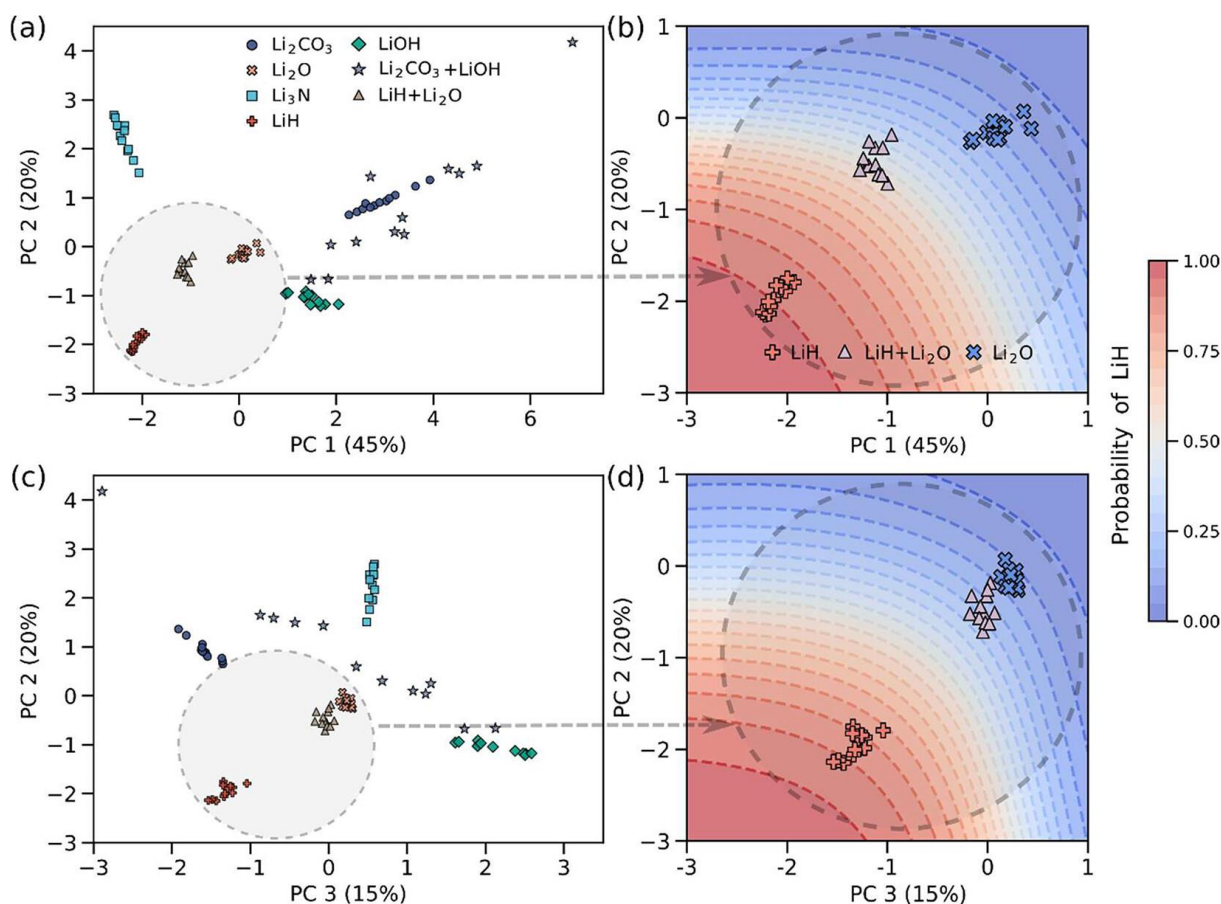 (a)
4
3
2
1
0
−1
−2
−3
PC 2 (20%)
Li₂CO₃
Li₂O
Li₃N
LiH
LiOH
Li₂CO₃+LiOH
LiH+Li₂O
−2
0
2
4
6
PC 1 (45%)
(b)
1
0
−1
−2
−3
PC 2 (20%)
LiH
LiH+Li₂O
Li₂O
-3
-2
-1
0
1
PC 1 (45%)
(c)
4
3
2
1
0
−1
−2
−3
PC 2 (20%)
−3
−2
−1
0
1
2
3
PC 3 (15%)
(d)
1
0
−1
−2
−3
PC 2 (20%)
-3
-2
-1
0
1
PC 3 (15%)
Probability of LiH
1.00
0.75
0.50
0.25
0.00